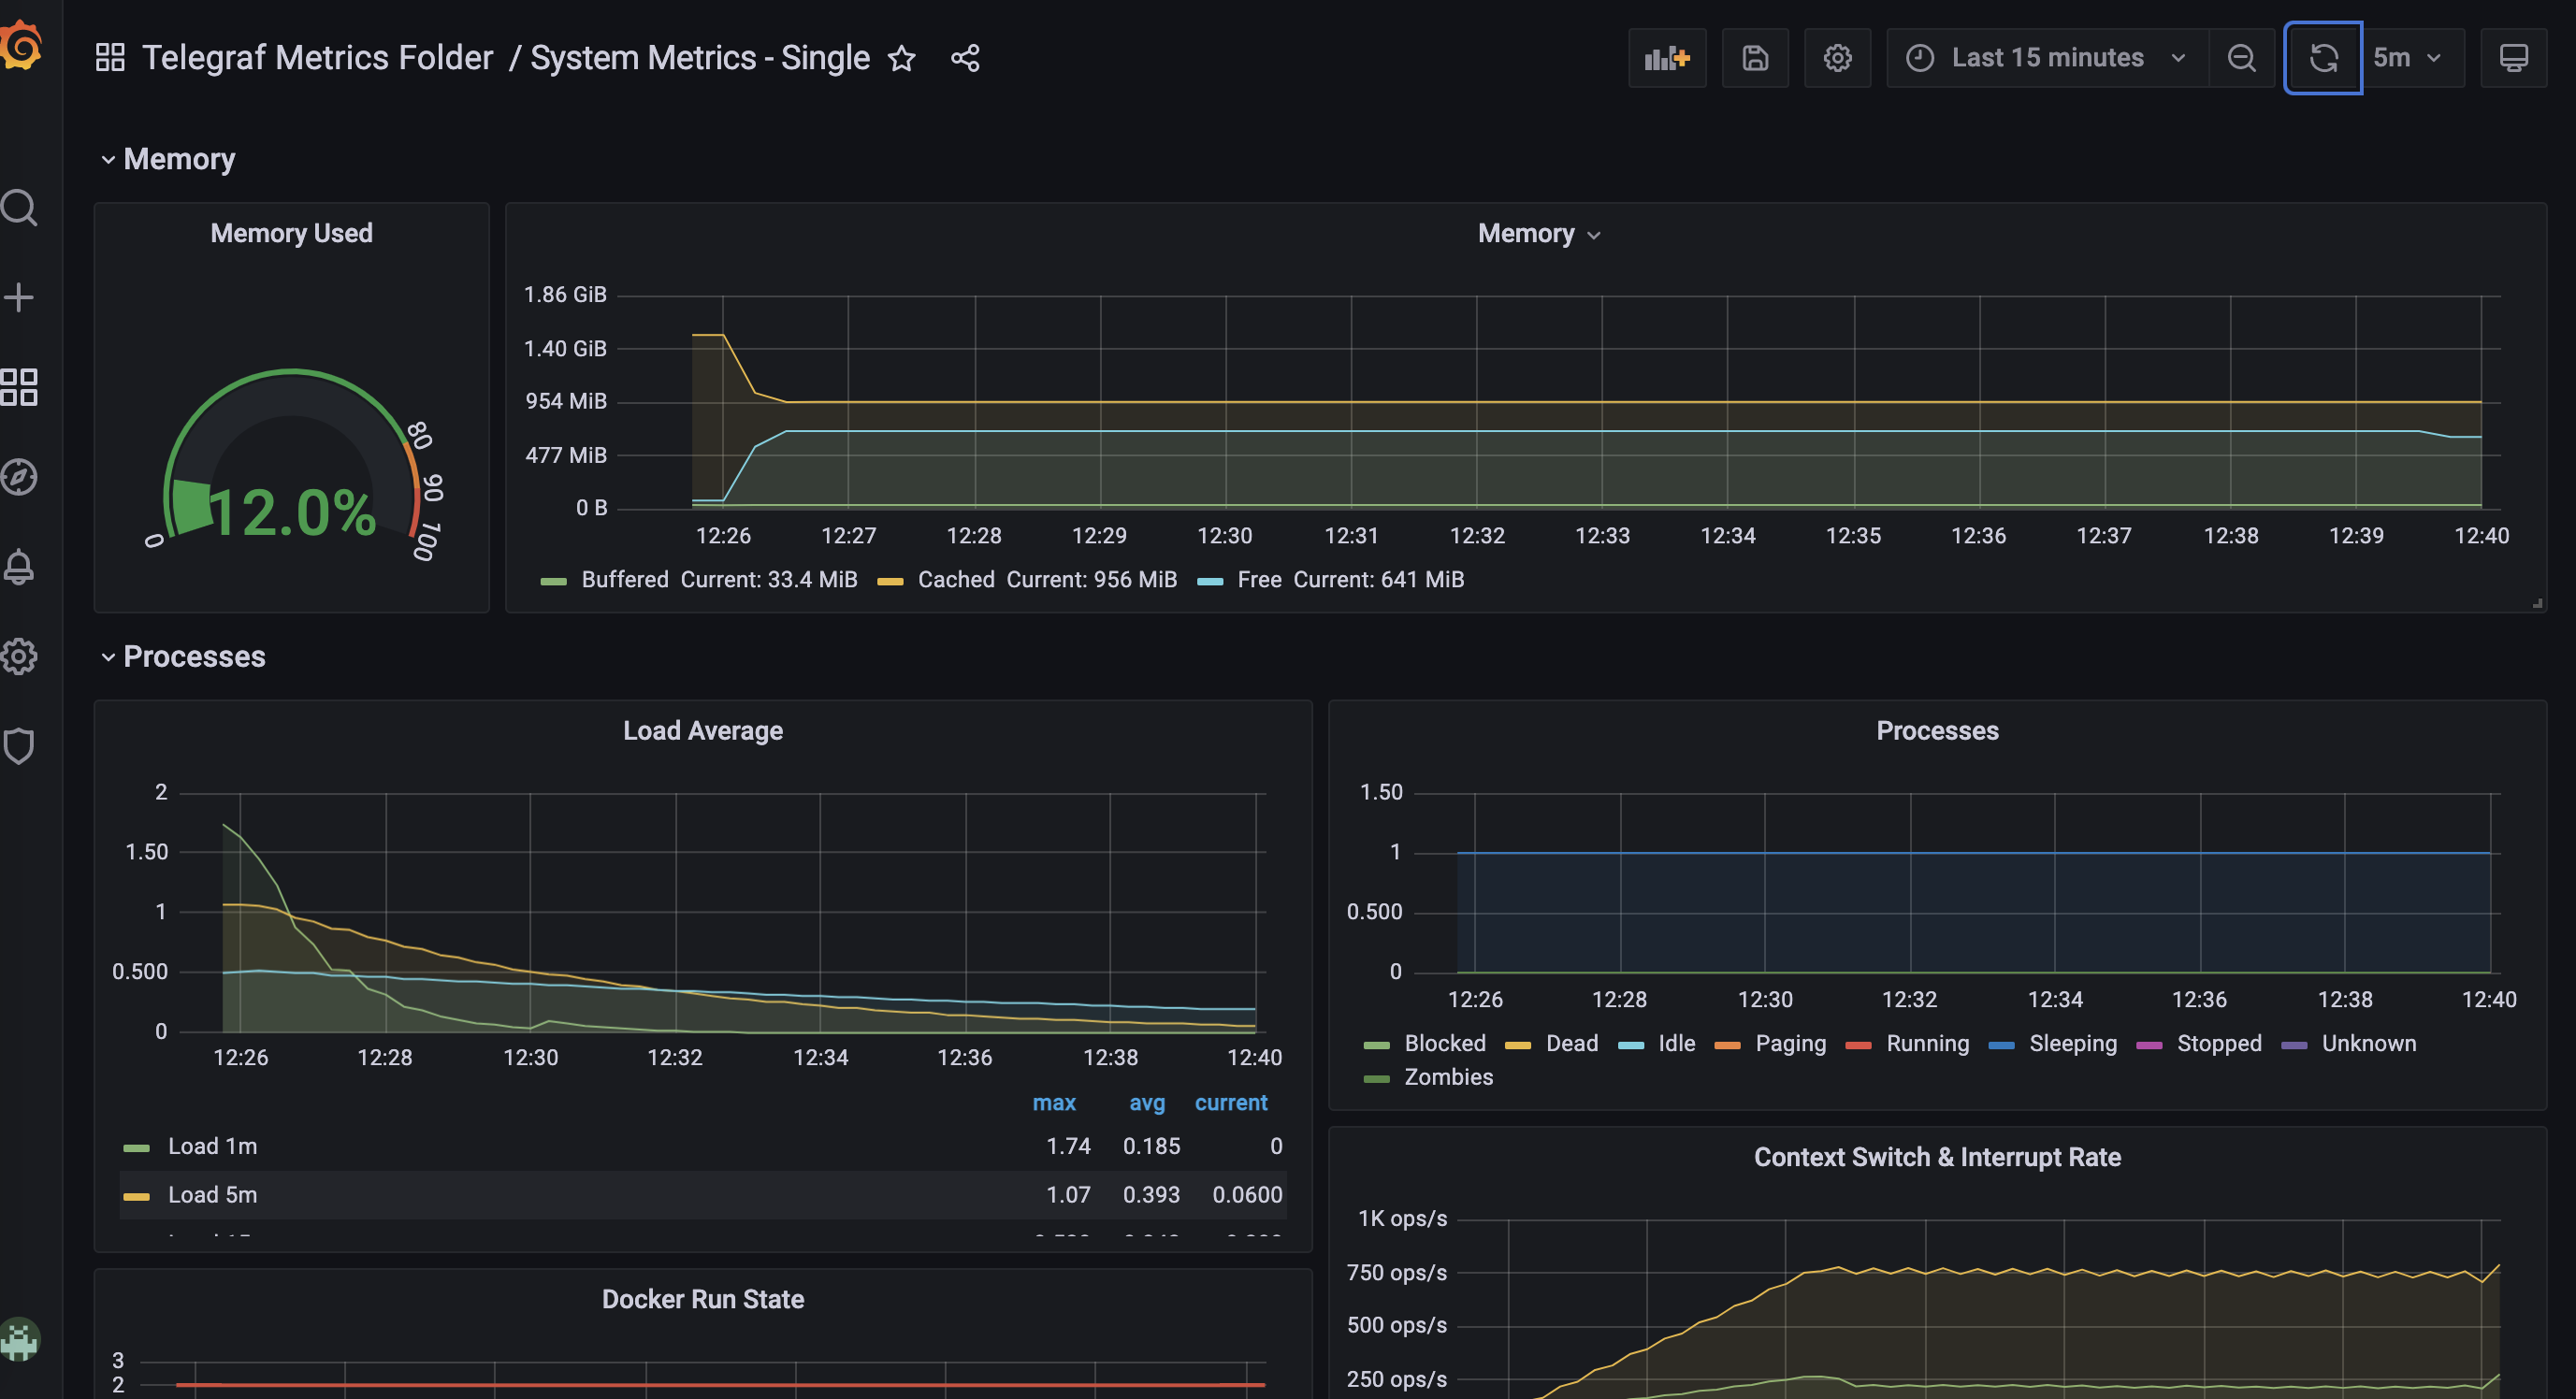 Telegraf Metrics Folder / System Metrics - Single
Last 15 minutes
5m
Memory
Memory Used
80
90
100
0
12.0%
Memory
1.86 GiB
1.40 GiB
954 MiB
477 MiB
0 B
12:26 12:27 12:28 12:29 12:30 12:31 12:32 12:33 12:34 12:35 12:36 12:37 12:38 12:39 12:40
Buffered Current: 33.4 MiB Cached Current: 956 MiB Free Current: 641 MiB
Processes
Load Average
2
1.50
1
0.500
0
12:26 12:28 12:30 12:32 12:34 12:36 12:38 12:40
max avg current
Load 1m 1.74 0.185 0
Load 5m 1.07 0.393 0.0600
Processes
1.50
1
0.500
0
12:26 12:28 12:30 12:32 12:34 12:36 12:38 12:40
Blocked Dead Idle Paging Running Sleeping Stopped Unknown
Zombies
Context Switch & Interrupt Rate
1K ops/s
750 ops/s
500 ops/s
250 ops/s
Docker Run State
3
2